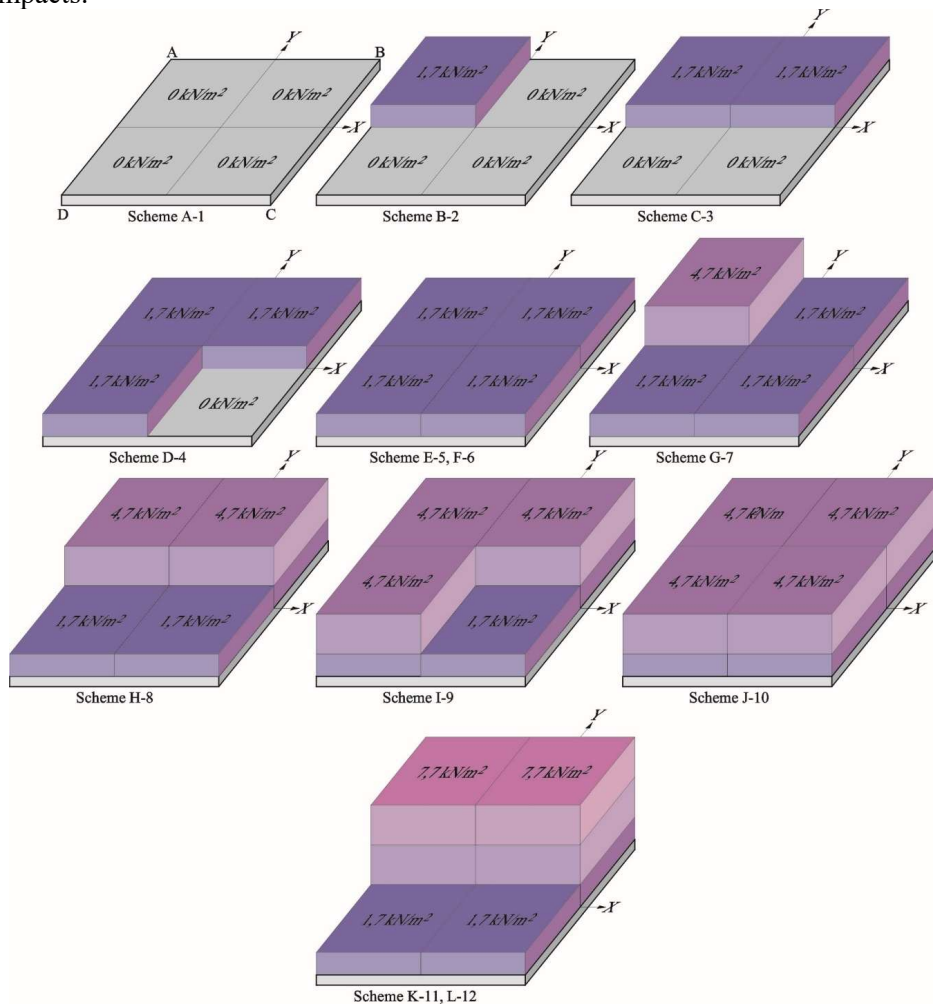 impacts.
Y
A B
1,7 kN/m² 1,7 kN/m² 1,7 kN/m²
0 kN/m² 0 kN/m² 0 kN/m²
X X X
0 kN/m² 0 kN/m² 0 kN/m² 0 kN/m² 0 kN/m² 0 kN/m²
D C
Scheme A-1 Scheme B-2 Scheme C-3
Y Y Y
4,7 kN/m²
1,7 kN/m² 1,7 kN/m² 1,7 kN/m² 1,7 kN/m² 1,7 kN/m²
X X X
1,7 kN/m² 0 kN/m² 1,7 kN/m² 1,7 kN/m² 1,7 kN/m² 1,7 kN/m²
Scheme D-4 Scheme E-5, F-6 Scheme G-7
Y Y Y
4,7 kN/m² 4,7 kN/m² 4,7 kN/m² 4,7 kN/m² 4,7 kN/m 4,7 kN/m²
4,7 kN/m² 4,7 kN/m² 4,7 kN/m²
X X X
1,7 kN/m² 1,7 kN/m² 1,7 kN/m²
Scheme H-8 Scheme I-9 Scheme J-10
Y
7,7 kN/m² 7,7 kN/m²
X
1,7 kN/m² 1,7 kN/m²
Scheme K-11, L-12